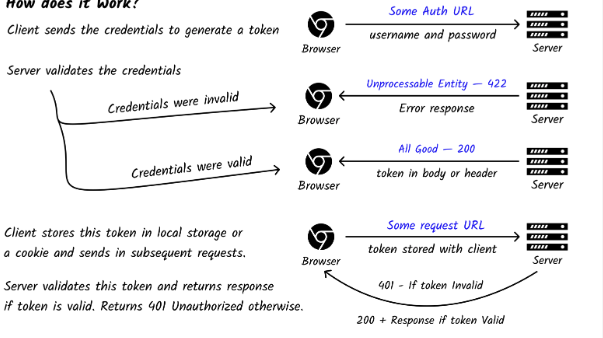 How does it work?
Client sends the credentials to generate a token
Some Auth URL
username and password
Browser
Server
Server validates the credentials
Credentials were invalid
Unprocessable Entity — 422
Error response
Browser
Server
Credentials were valid
All Good — 200
token in body or header
Browser
Server
Client stores this token in local storage or
a cookie and sends in subsequent requests.
Some request URL
token stored with client
Browser
Server
Server validates this token and returns response
if token is valid. Returns 401 Unauthorized otherwise.
401 - If token Invalid
200 + Response if token Valid